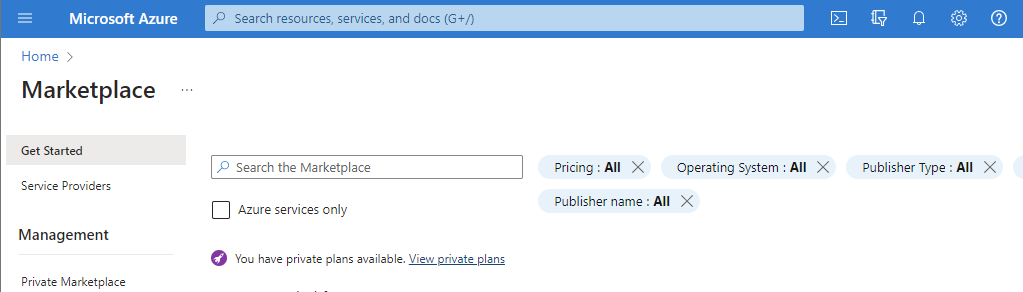 Microsoft Azure
Search resources, services, and docs (G+/)
Home
Marketplace
Get Started
Service Providers
Management
Private Marketplace
Search the Marketplace
Pricing : All
Operating System : All
Publisher Type : All
Publisher name : All
Azure services only
You have private plans available. View private plans